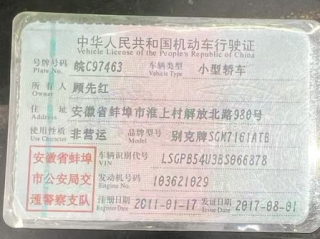 中华人民共和国机动车行驶证
Vehicle License of the People's Republic of China
号牌号码 皖C97463 车辆类型 小型轿车
Plate No. Vehicle Type
所有人 顾先红
Owner
住址 安徽省蚌埠市淮上村解放北路980号
Address
使用性质 非营运 品牌型号 别克牌SGM7161ATB
Use Character Model
安徽省蚌埠
市公安局交
通警察支队
车辆识别代号 LSGPB54U3BS066878
VIN
发动机号码 103621029
Engine No.
注册日期 2011-01-17 发证日期 2017-08-01
Register Date Issue Date